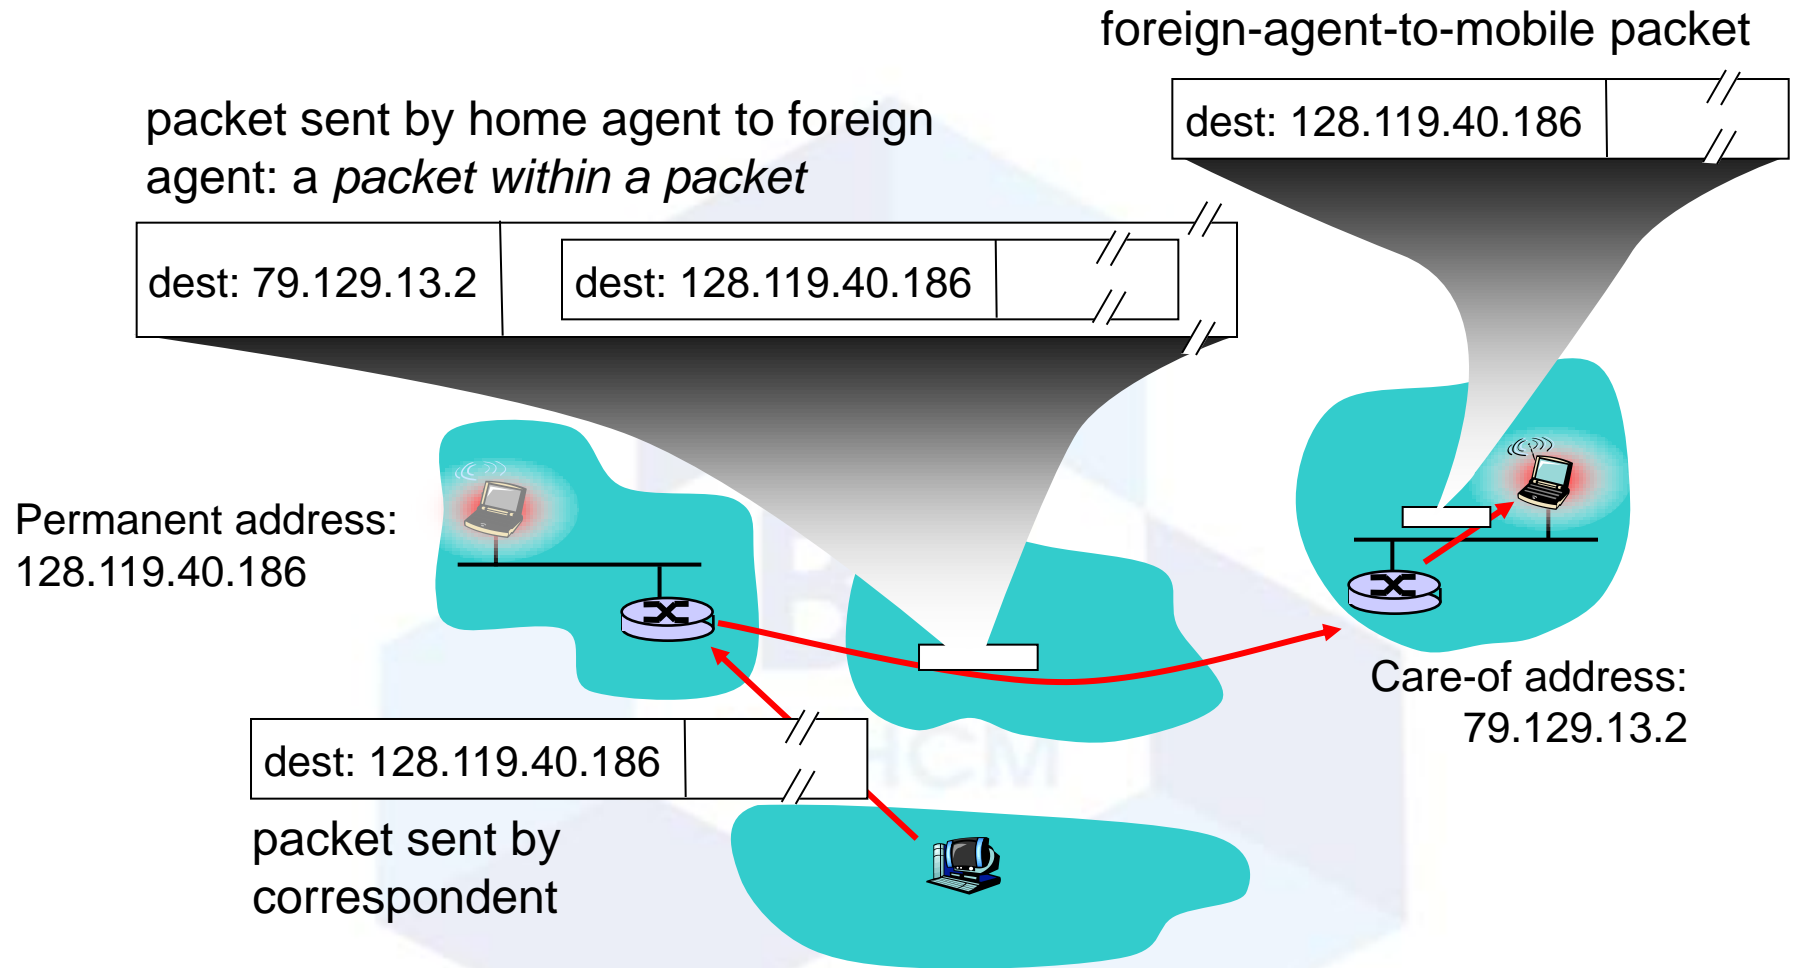 foreign-agent-to-mobile packet
dest: 128.119.40.186
packet sent by home agent to foreign
agent: a packet within a packet
dest: 79.129.13.2
dest: 128.119.40.186
Permanent address:
128.119.40.186
Care-of address:
79.129.13.2
dest: 128.119.40.186
packet sent by
correspondent